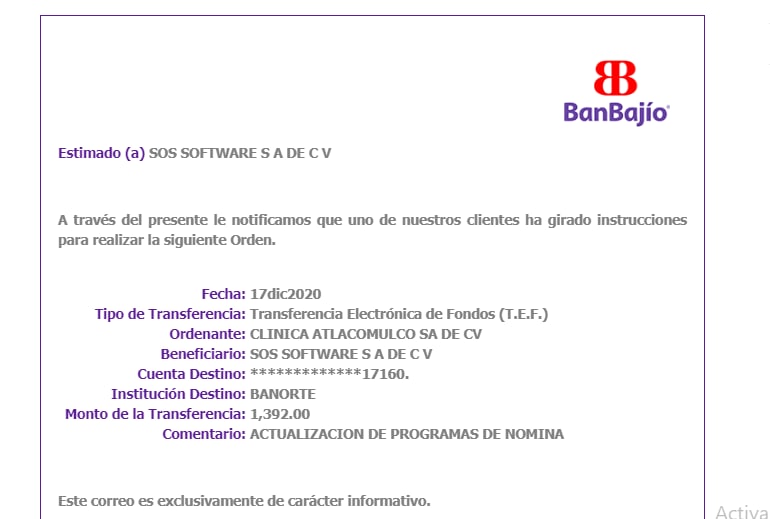 BanBajío
Estimado (a) SOS SOFTWARE S A DE C V
A través del presente le notificamos que uno de nuestros clientes ha girado instrucciones
para realizar la siguiente Orden.
Fecha: 17dic2020
Tipo de Transferencia: Transferencia Electrónica de Fondos (T.E.F.)
Ordenante: CLINICA ATLACOMULCO SA DE CV
Beneficiario: SOS SOFTWARE S A DE C V
Cuenta Destino: *************17160.
Institución Destino: BANORTE
Monto de la Transferencia: 1,392.00
Comentario: ACTUALIZACION DE PROGRAMAS DE NOMINA
Este correo es exclusivamente de carácter informativo.
Activa